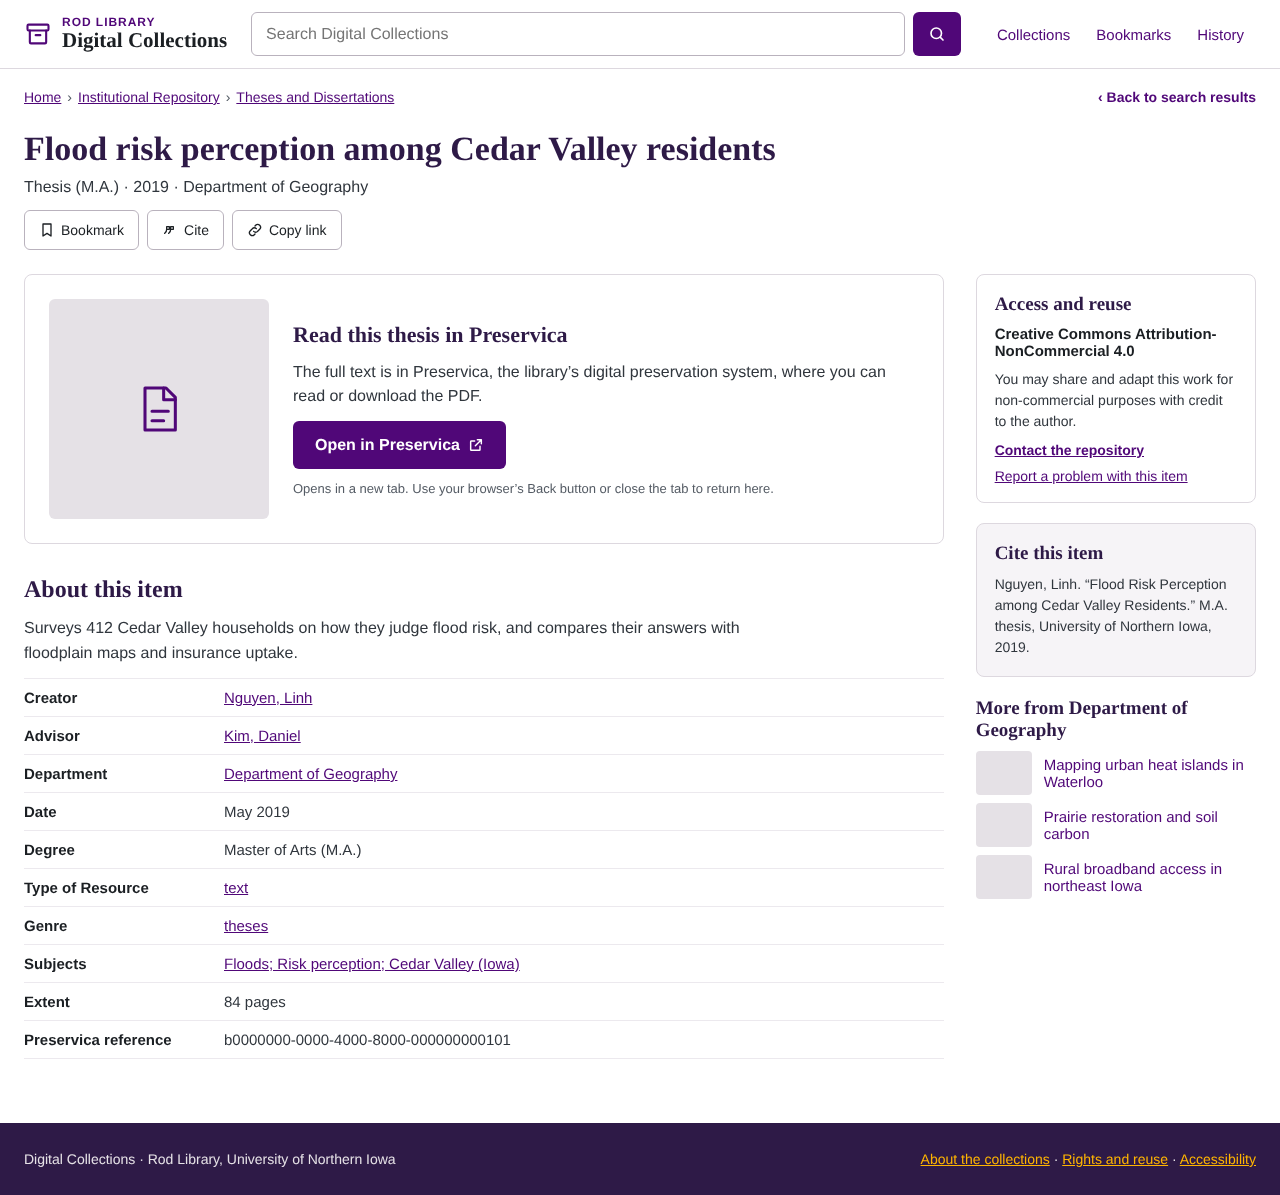 ROD LIBRARY
Digital Collections
Search Digital Collections
Collections
Bookmarks
History
Home › Institutional Repository › Theses and Dissertations
‹ Back to search results
Flood risk perception among Cedar Valley residents
Thesis (M.A.) · 2019 · Department of Geography
Bookmark
Cite
Copy link
Read this thesis in Preservica
The full text is in Preservica, the library’s digital preservation system, where you can
read or download the PDF.
Open in Preservica
Opens in a new tab. Use your browser’s Back button or close the tab to return here.
About this item
Surveys 412 Cedar Valley households on how they judge flood risk, and compares their answers with
floodplain maps and insurance uptake.
Creator Nguyen, Linh
Advisor Kim, Daniel
Department Department of Geography
Date May 2019
Degree Master of Arts (M.A.)
Type of Resource text
Genre theses
Subjects Floods; Risk perception; Cedar Valley (Iowa)
Extent 84 pages
Preservica reference b0000000-0000-4000-8000-000000000101
Access and reuse
Creative Commons Attribution-
NonCommercial 4.0
You may share and adapt this work for
non-commercial purposes with credit
to the author.
Contact the repository
Report a problem with this item
Cite this item
Nguyen, Linh. “Flood Risk Perception
among Cedar Valley Residents.” M.A.
thesis, University of Northern Iowa,
2019.
More from Department of
Geography
Mapping urban heat islands in
Waterloo
Prairie restoration and soil
carbon
Rural broadband access in
northeast Iowa
Digital Collections · Rod Library, University of Northern Iowa
About the collections · Rights and reuse · Accessibility